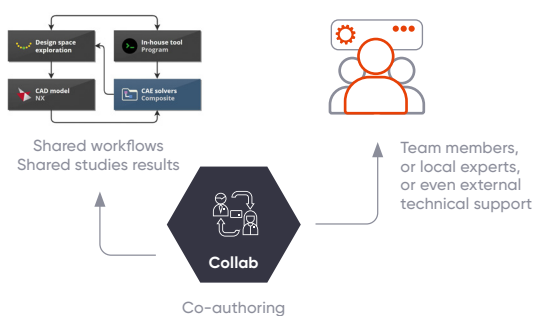 Design space
exploration
In-house tool
Program
CAD model
NX
CAE solvers
Composite
Shared workflows
Shared studies results
Team members,
or local experts,
or even external
technical support
Collab
Co-authoring